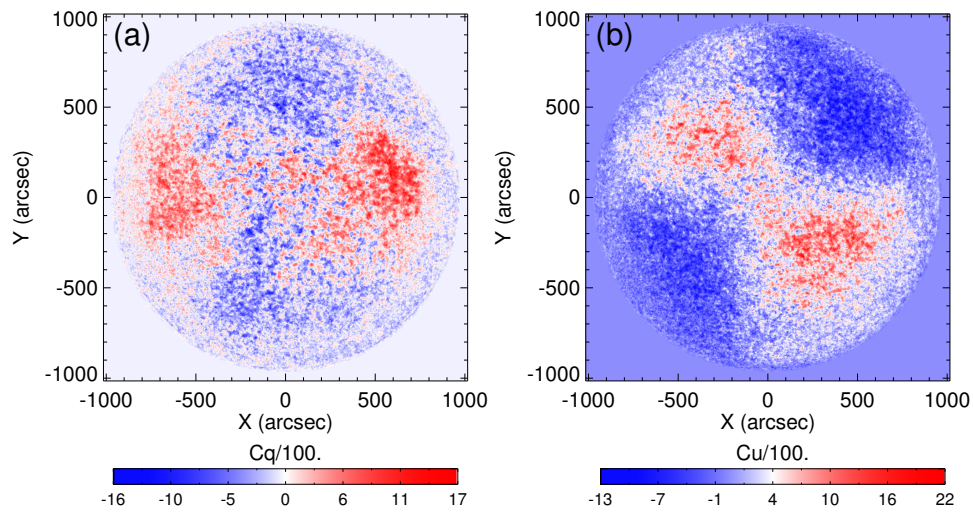 (a)
(b)
1000
500
0
-500
-1000
Y (arcsec)
-1000 -500 0 500 1000
X (arcsec)
1000
500
0
-500
-1000
Y (arcsec)
-1000 -500 0 500 1000
X (arcsec)
Cq/100.
-16 -10 -5 0 6 11 17
Cu/100.
-13 -7 -1 4 10 16 22